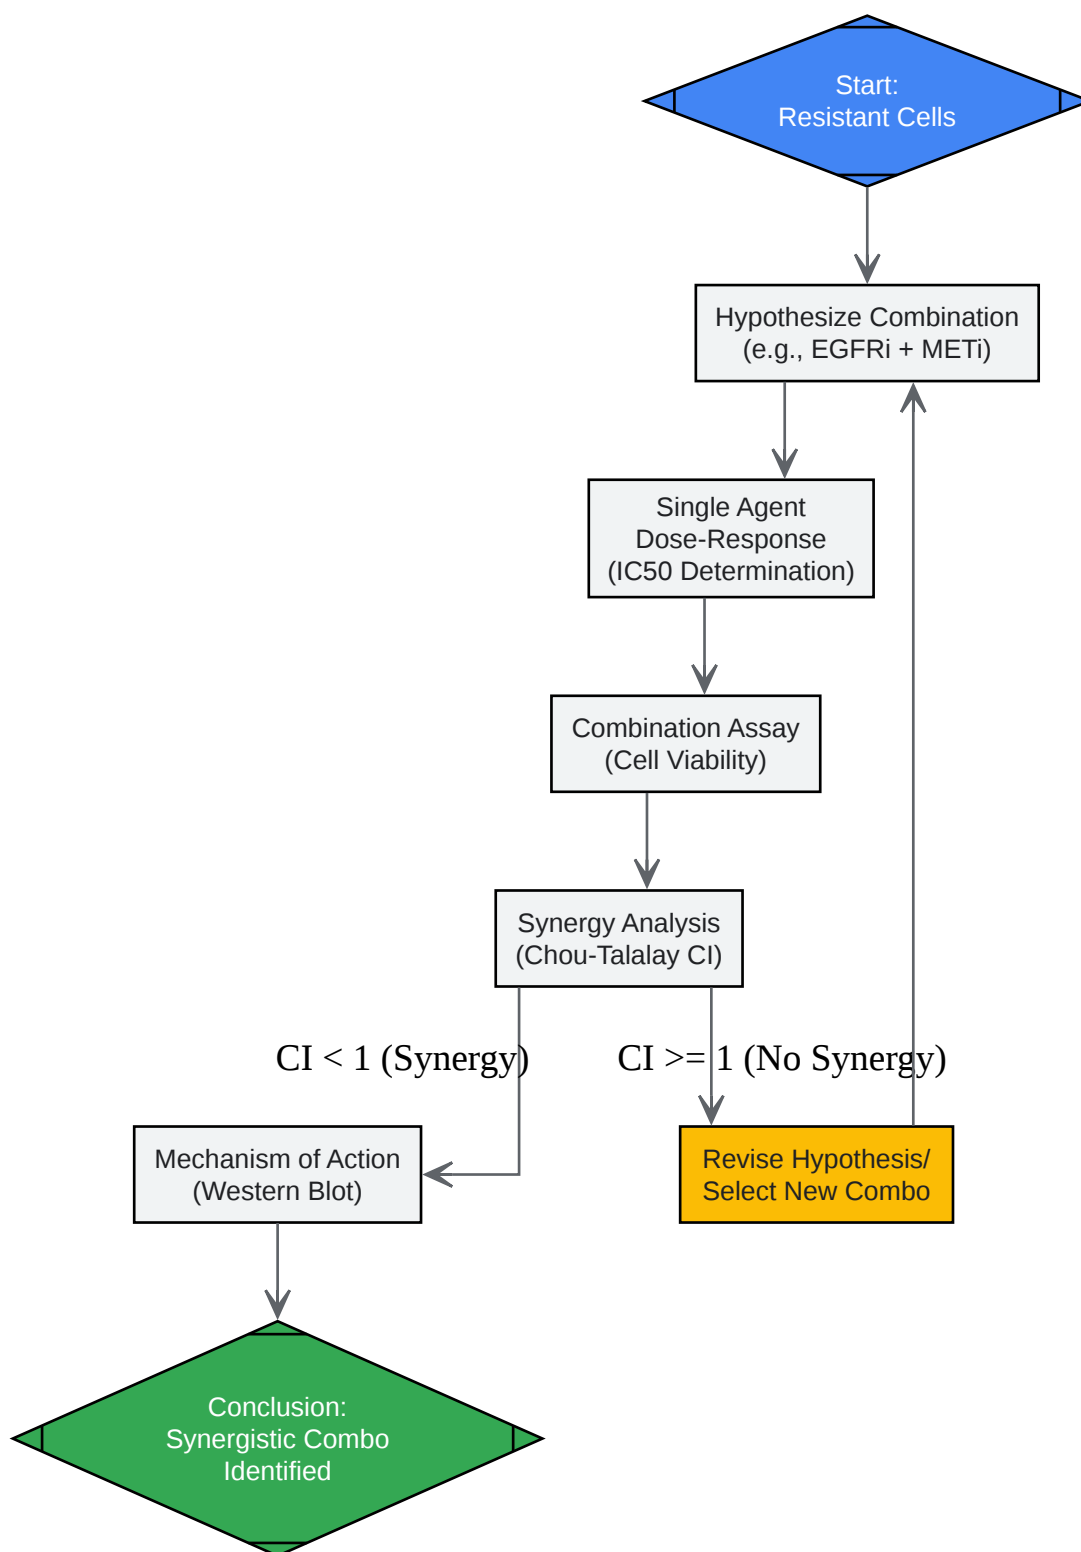 Start:
Resistant Cells
Hypothesize Combination
(e.g., EGFRi + METi)
Single Agent
Dose-Response
(IC50 Determination)
Combination Assay
(Cell Viability)
Synergy Analysis
(Chou-Talalay CI)
CI < 1 (Synergy)
CI >= 1 (No Synergy)
Mechanism of Action
(Western Blot)
Revise Hypothesis/
Select New Combo
Conclusion:
Synergistic Combo
Identified